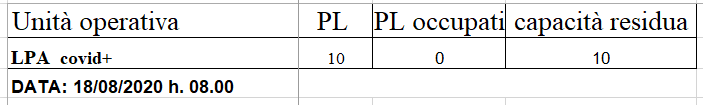 Unità operativa PL PL occupati capacità residua
LPA covid+ 10 0 10
DATA: 18/08/2020 h. 08.00